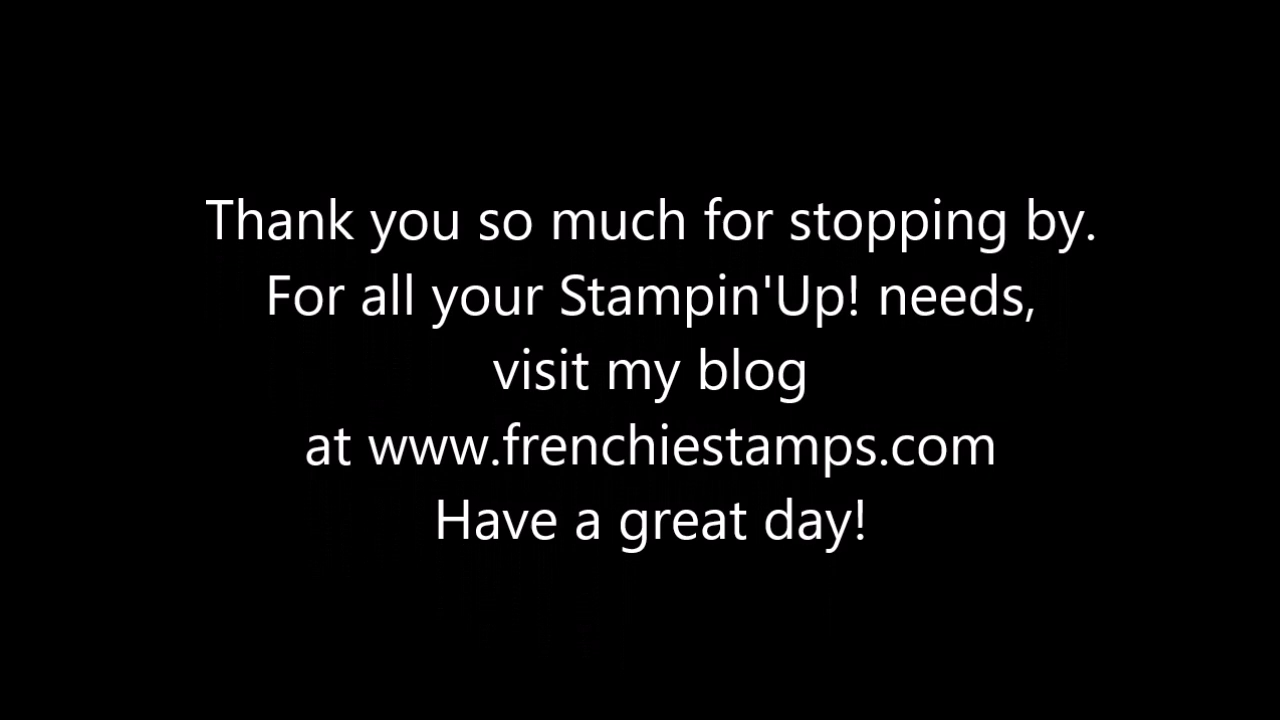 Thank you so much for stopping by.
For all your Stampin'Up! needs,
visit my blog
at www.frenchiestamps.com
Have a great day!